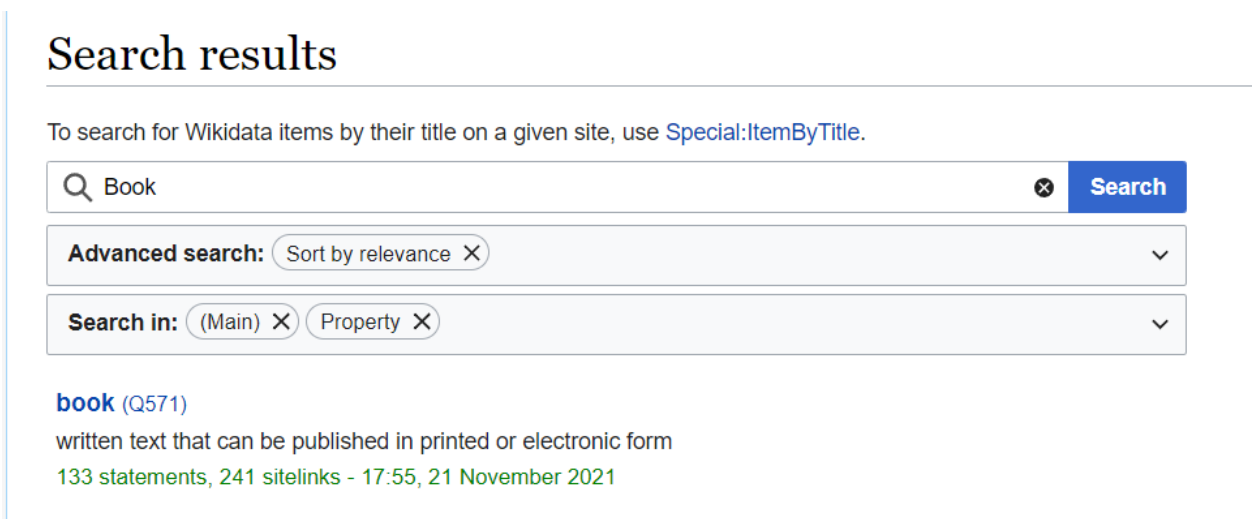 Search results
To search for Wikidata items by their title on a given site, use Special:ItemByTitle.
Book
Search
Advanced search: Sort by relevance
Search in: (Main) Property
book (Q571)
written text that can be published in printed or electronic form
133 statements, 241 sitelinks - 17:55, 21 November 2021